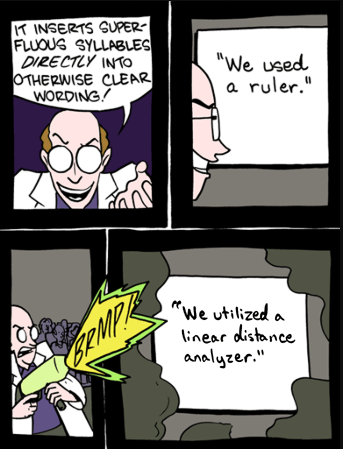 IT INSERTS SUPER-
FLUOUS SYLLABLES
DIRECTLY INTO
OTHERWISE CLEAR
WORDING!
"We used
a ruler."
BRMP!
"We utilized a
linear distance
analyzer."